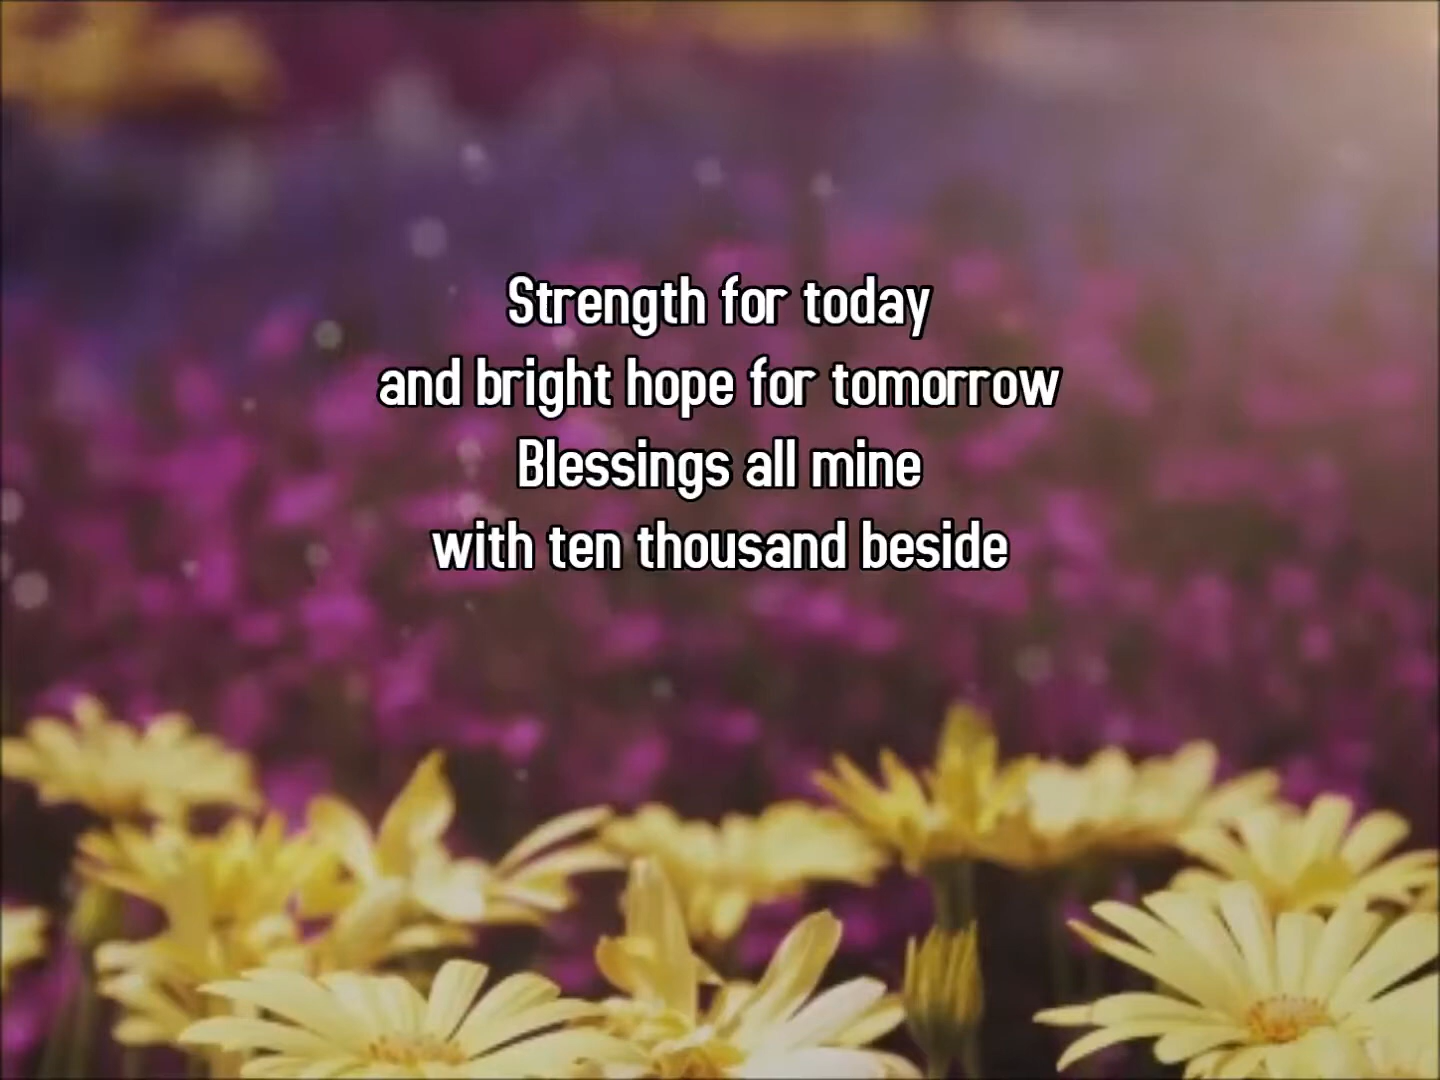 Strength for today
and bright hope for tomorrow
Blessings all mine
with ten thousand beside